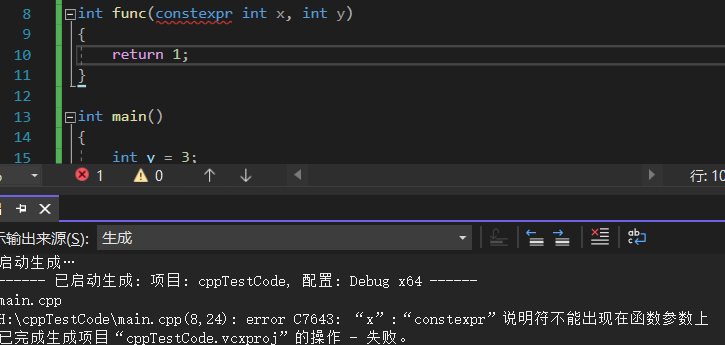 8 int func(constexpr int x, int y)
9 {
10 return 1;
11 }
12
13 int main()
14 {
15 int y = 3;
1 0 行: 10
示输出来源(S): 生成
启动生成…
------ 已启动生成: 项目: cppTestCode, 配置: Debug x64 ------
main.cpp
H:\cppTestCode\main.cpp(8,24): error C7643: “x”:“constexpr”说明符不能出现在函数参数上
已完成生成项目“cppTestCode.vcxproj”的操作 - 失败。